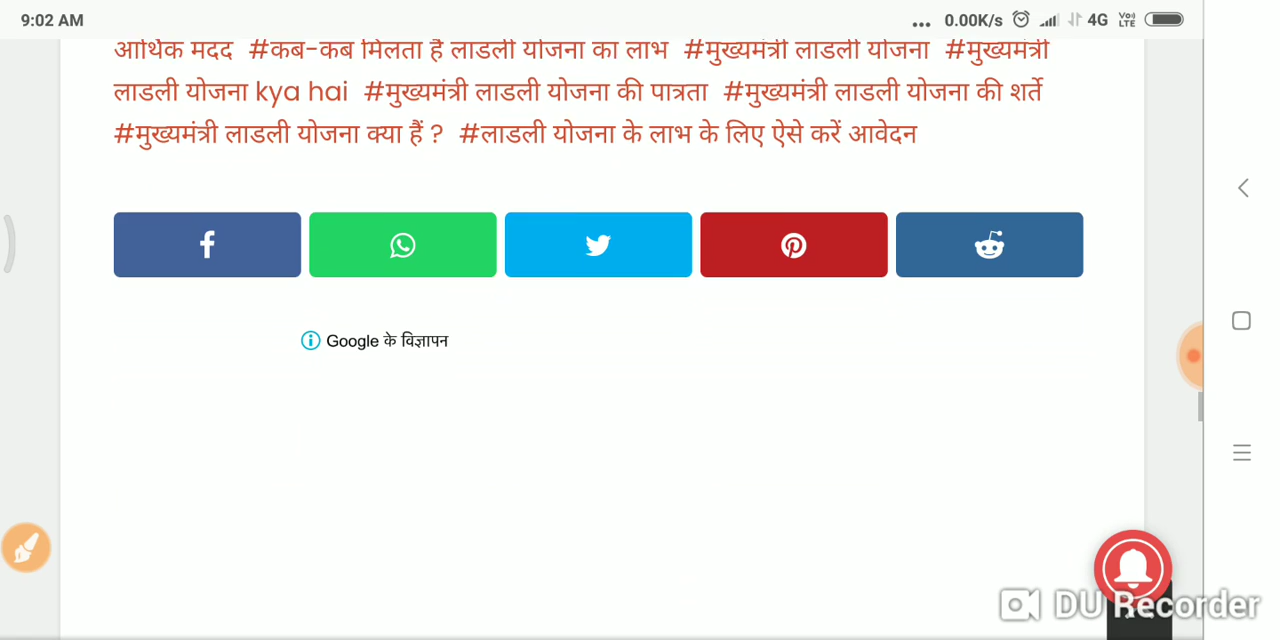 9:02 AM ... 0.00K/s 4G Vo) LTE
आर्थिक मदद #कब-कब मिलता है लाडली योजना का लाभ #मुख्यमंत्री लाडली योजना #मुख्यमंत्री
लाडली योजना kya hai #मुख्यमंत्री लाडली योजना की पात्रता #मुख्यमंत्री लाडली योजना की शर्ते
#मुख्यमंत्री लाडली योजना क्या हैं ? #लाडली योजना के लाभ के लिए ऐसे करें आवेदन
Google के विज्ञापन
DU Recorder